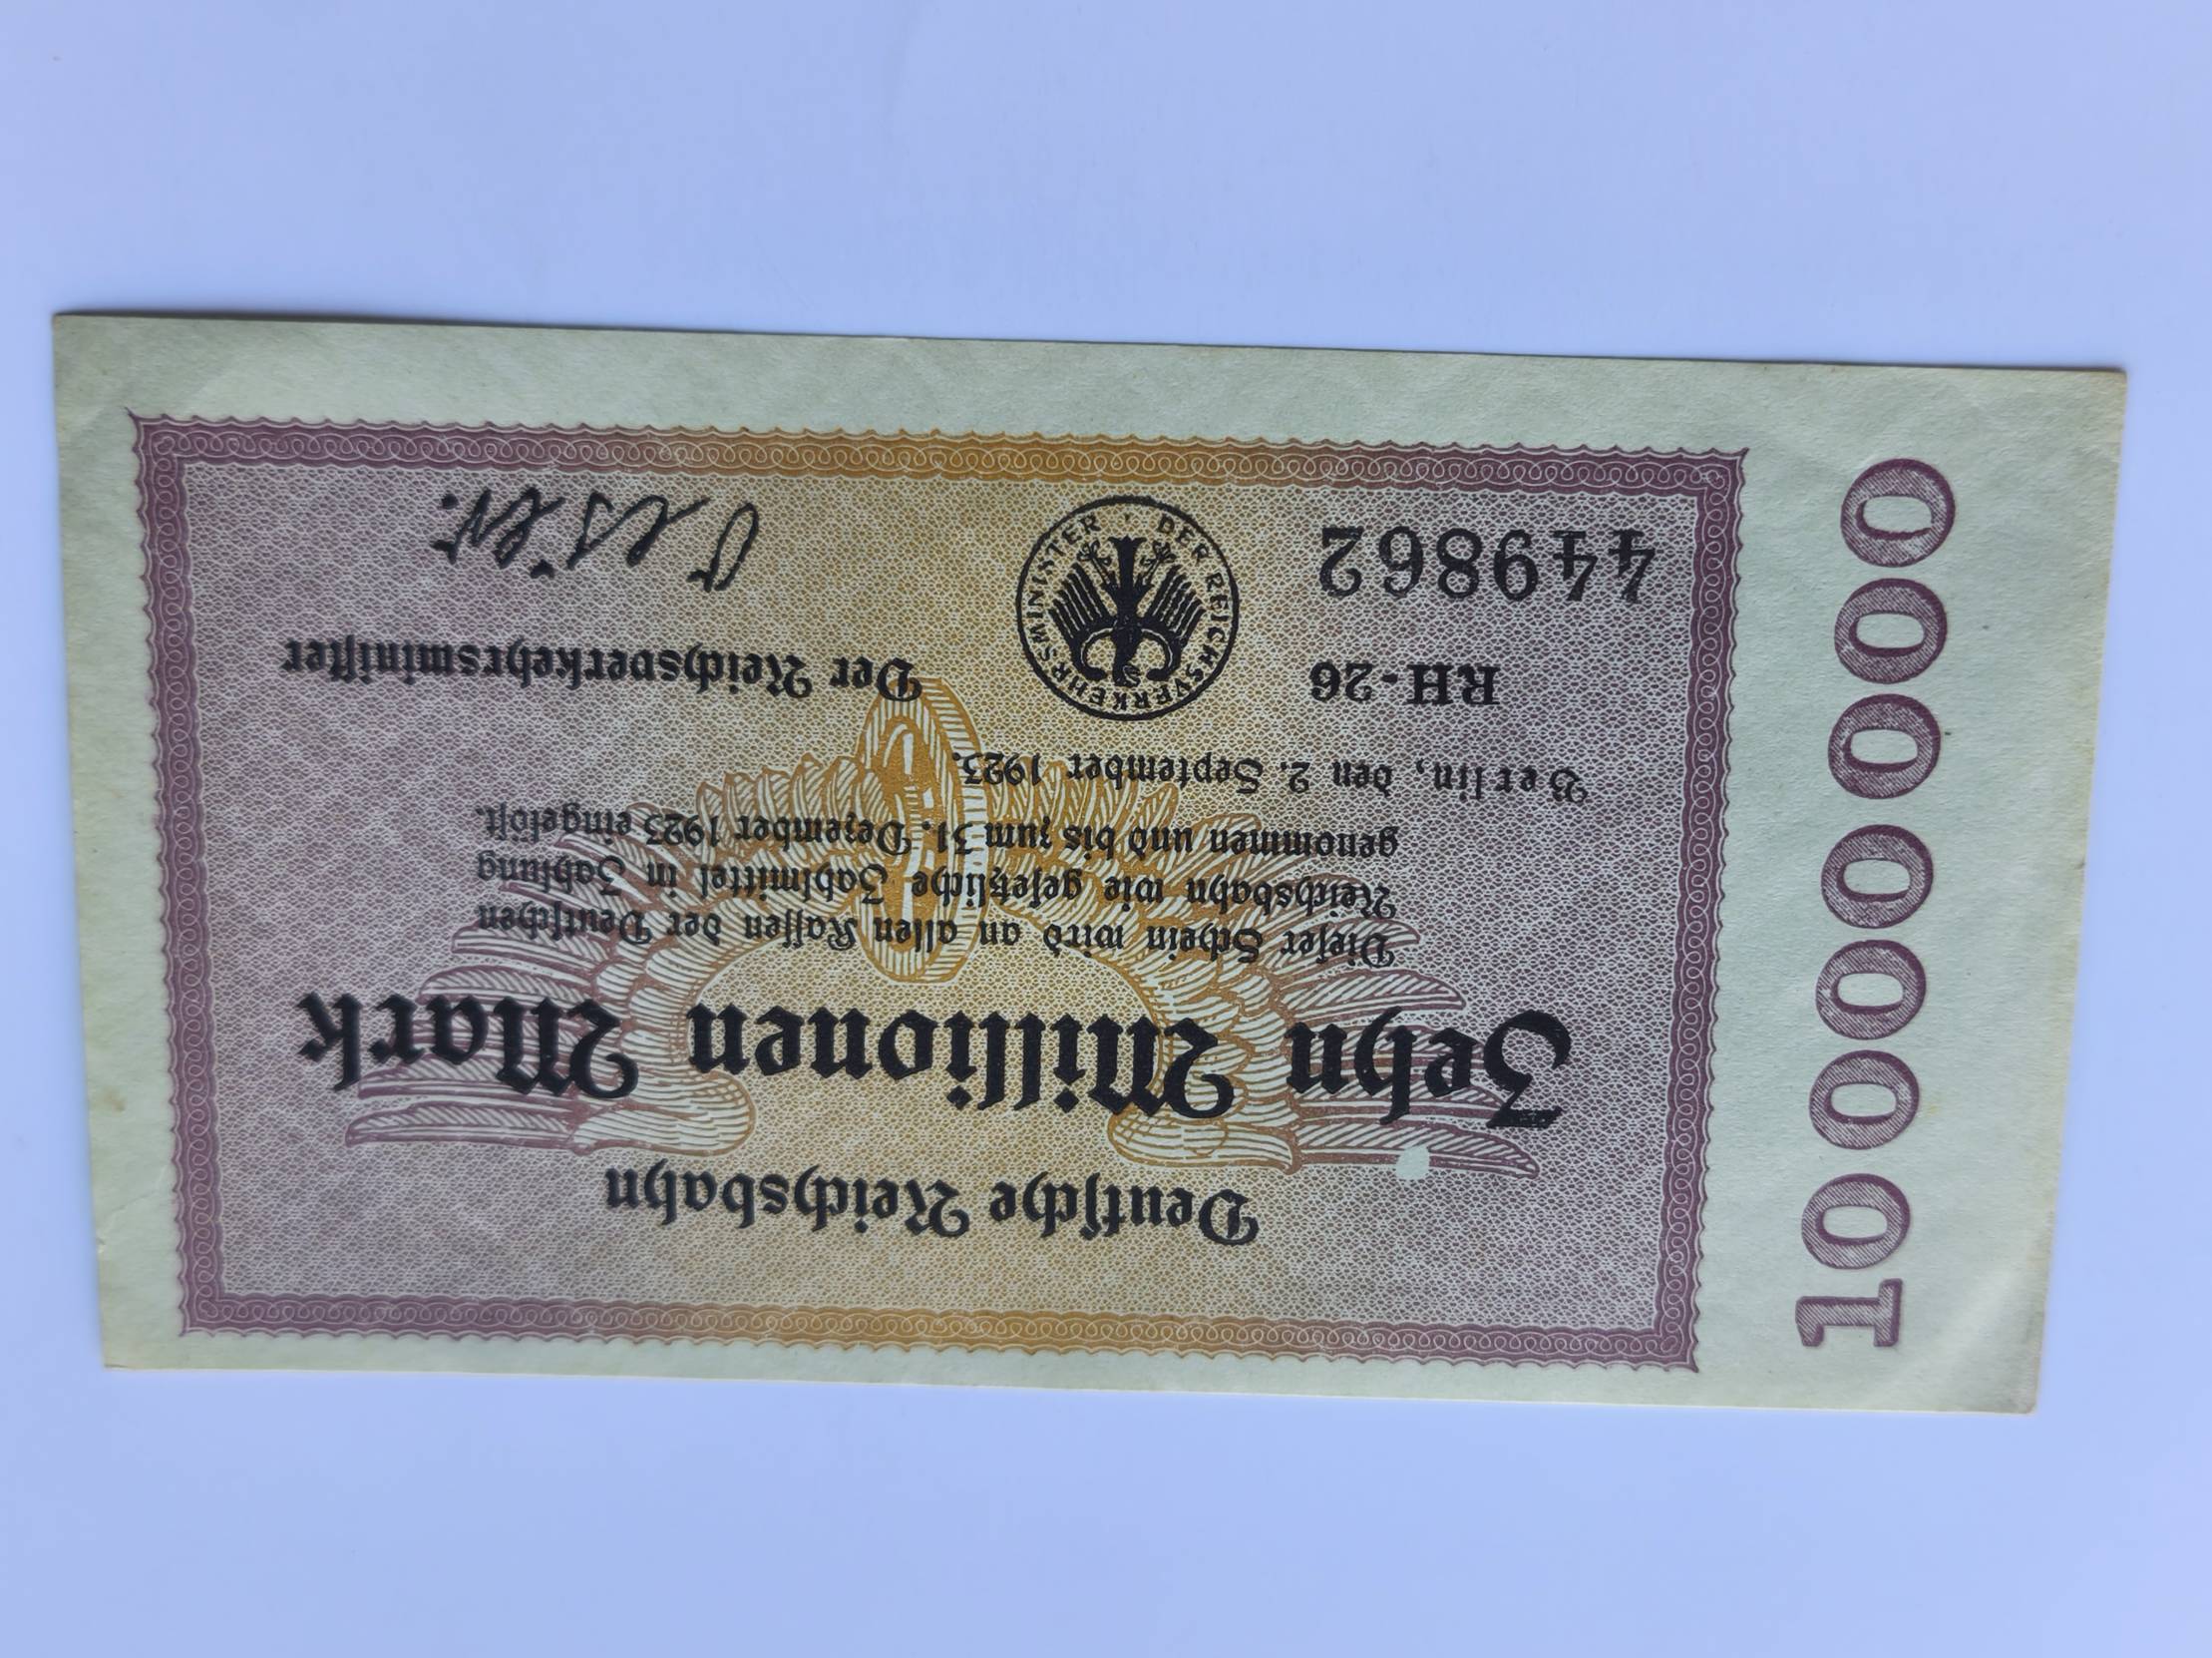 10000000
Deutsche Reichsbahn
Zehn Millionen Mark
Dieser Schein wird an allen Kassen der Deutschen
Reichsbahn wie gesetzliche Zahlmittel in Zahlung
genommen und bis zum 31. Dezember 1923 eingelöst.
Berlin, den 2. September 1923.
RH-26
449862
DER REICHSVERKEHRSMINISTER
Der Reichsverkehrsminister
Oeser.